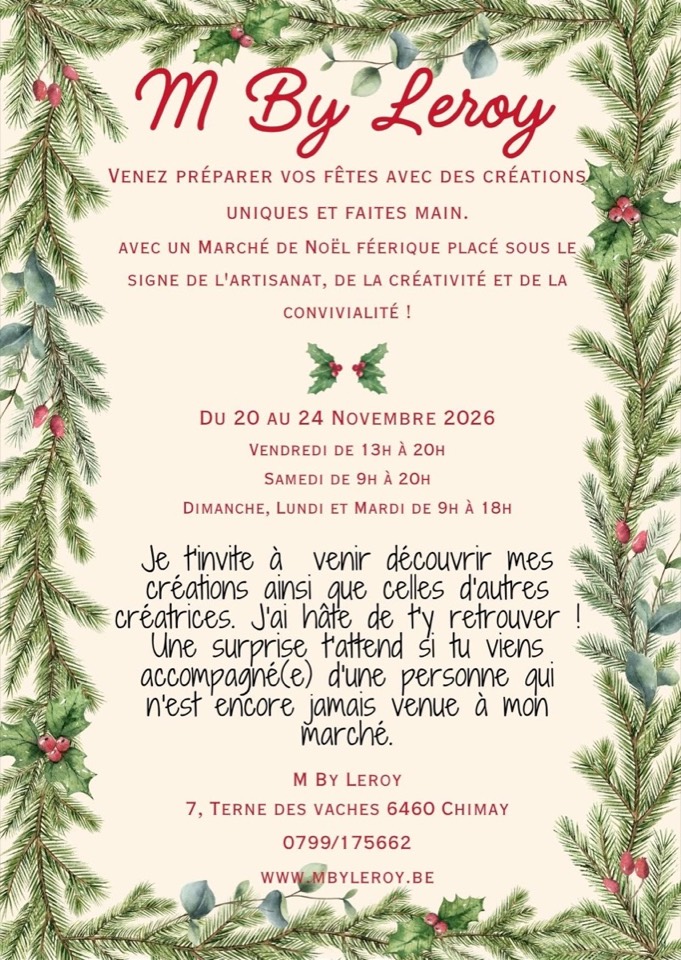 M By Leroy
Venez préparer vos fêtes avec des créations
uniques et faites main.
avec un Marché de Noël féerique placé sous le
signe de l'artisanat, de la créativité et de la
convivialité !
Du 20 au 24 Novembre 2026
Vendredi de 13h à 20h
Samedi de 9h à 20h
Dimanche, Lundi et Mardi de 9h à 18h
Je t'invite à venir découvrir mes
créations ainsi que celles d'autres
créatrices. J'ai hâte de t'y retrouver !
Une surprise t'attend si tu viens
accompagné(e) d'une personne qui
n'est encore jamais venue à mon
marché.
M By Leroy
7, Terne des vaches 6460 Chimay
0799/175662
www.mbyleroy.be